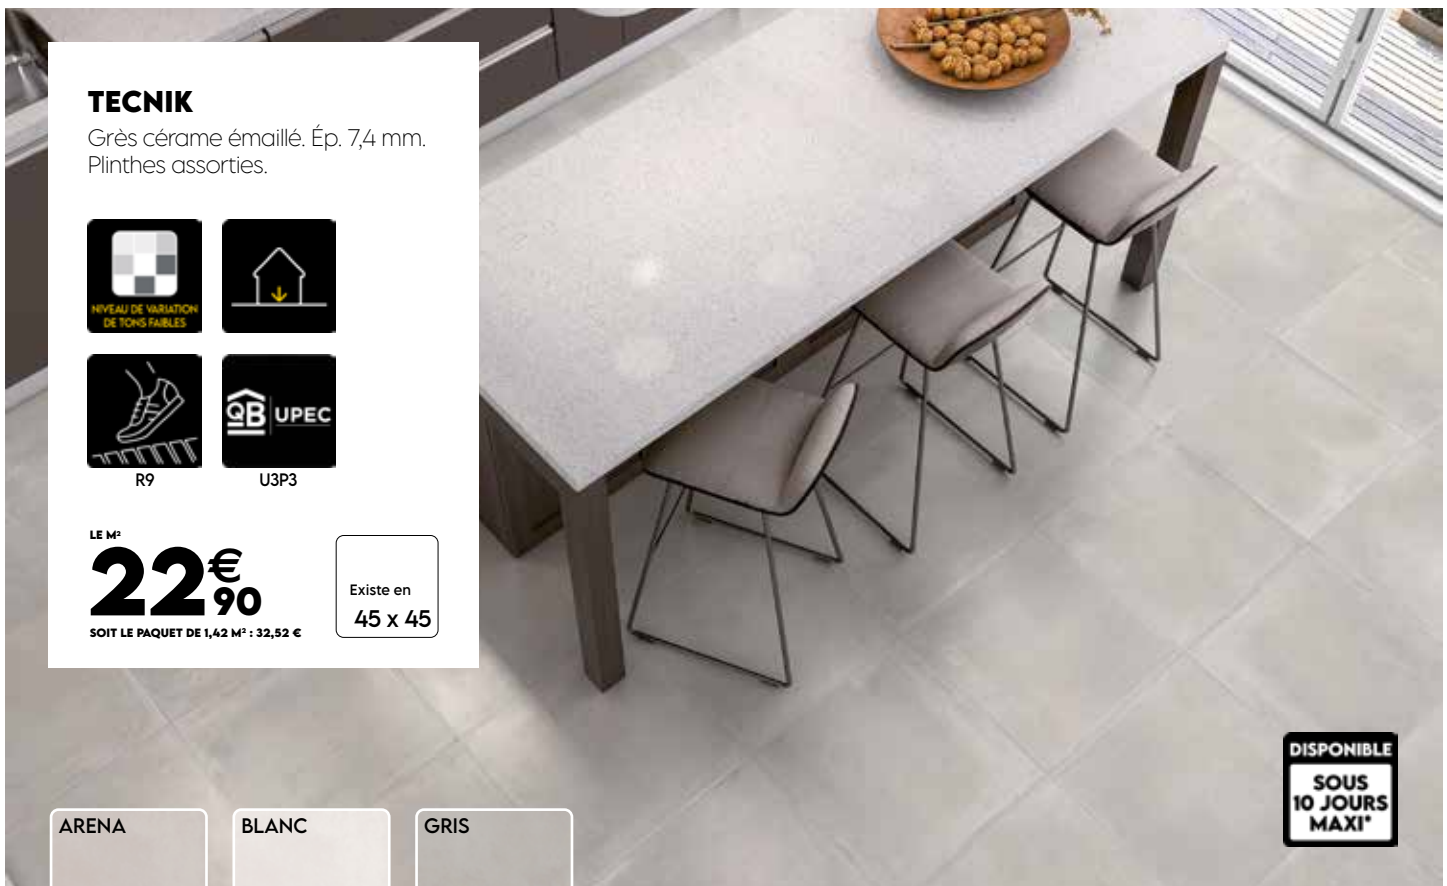 TECNIK
Grès cérame émaillé. Ép. 7,4 mm.
Plinthes assorties.
NIVEAU DE VARIATION
DE TONS FAIBLES
QB UPEC
R9
U3P3
LE M²
22€90
SOIT LE PAQUET DE 1,42 M² : 32,52 €
Existe en
45 x 45
DISPONIBLE
SOUS
10 JOURS
MAXI*
ARENA
BLANC
GRIS